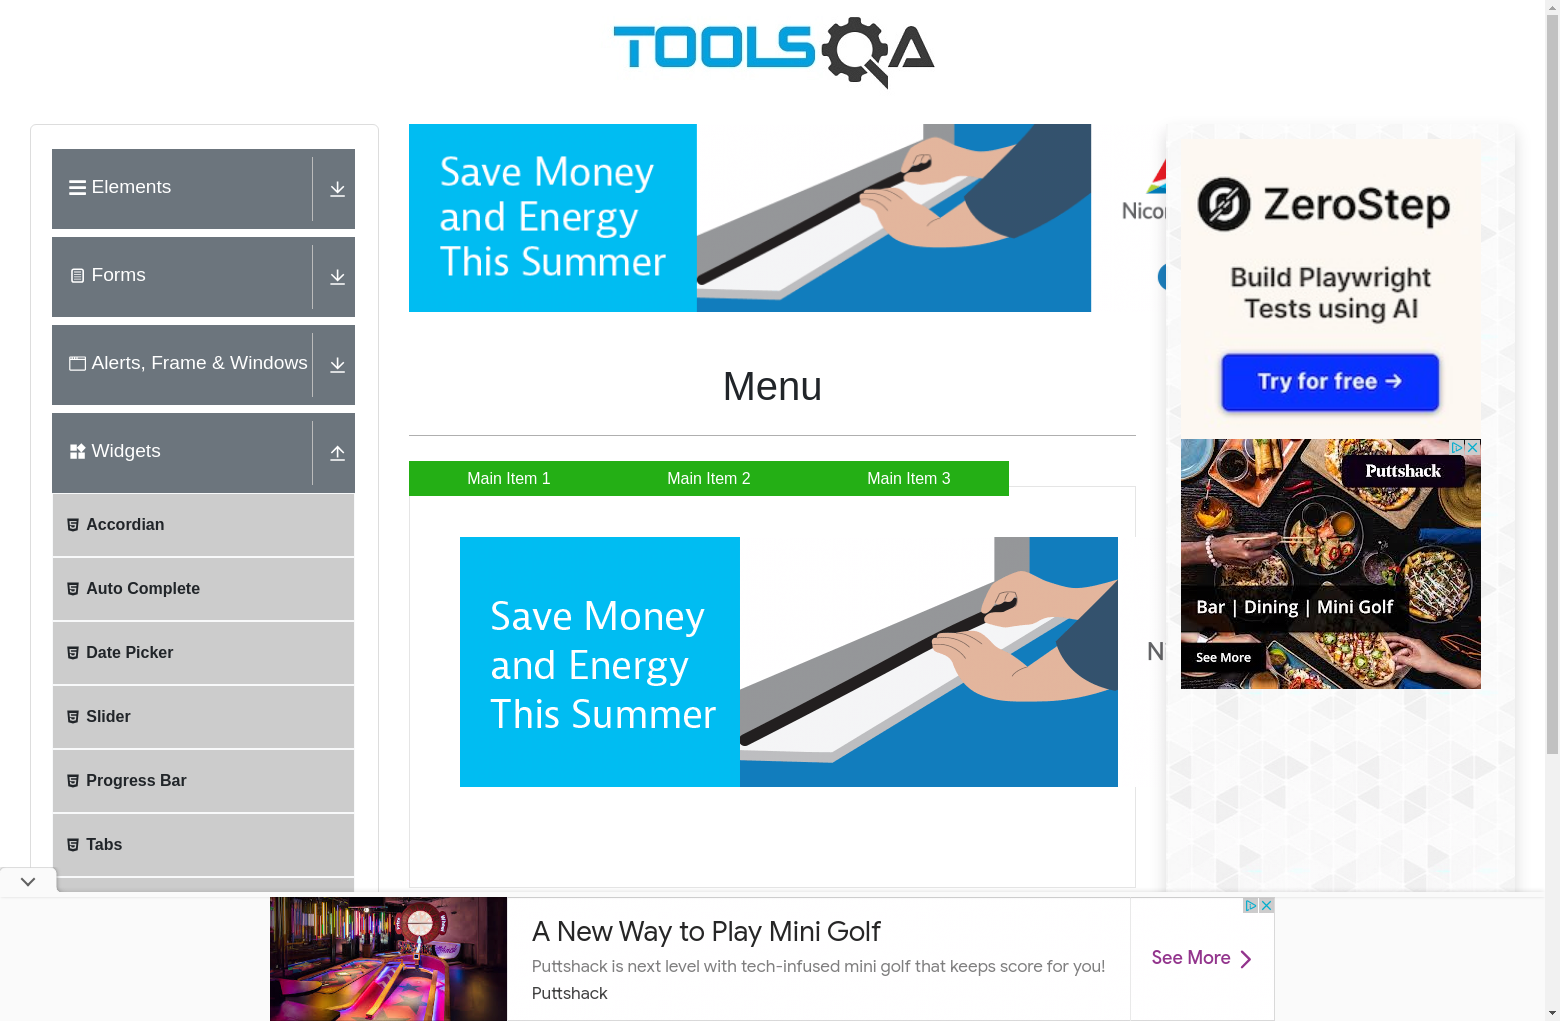 TOOLSQA
Elements
Forms
Alerts, Frame & Windows
Widgets
Accordian
Auto Complete
Date Picker
Slider
Progress Bar
Tabs
Save Money
and Energy
This Summer
Menu
Main Item 1
Main Item 2
Main Item 3
Save Money
and Energy
This Summer
ZeroStep
Build Playwright
Tests using AI
Try for free →
Puttshack
Bar | Dining | Mini Golf
See More
A New Way to Play Mini Golf
Puttshack is next level with tech-infused mini golf that keeps score for you!
Puttshack
See More